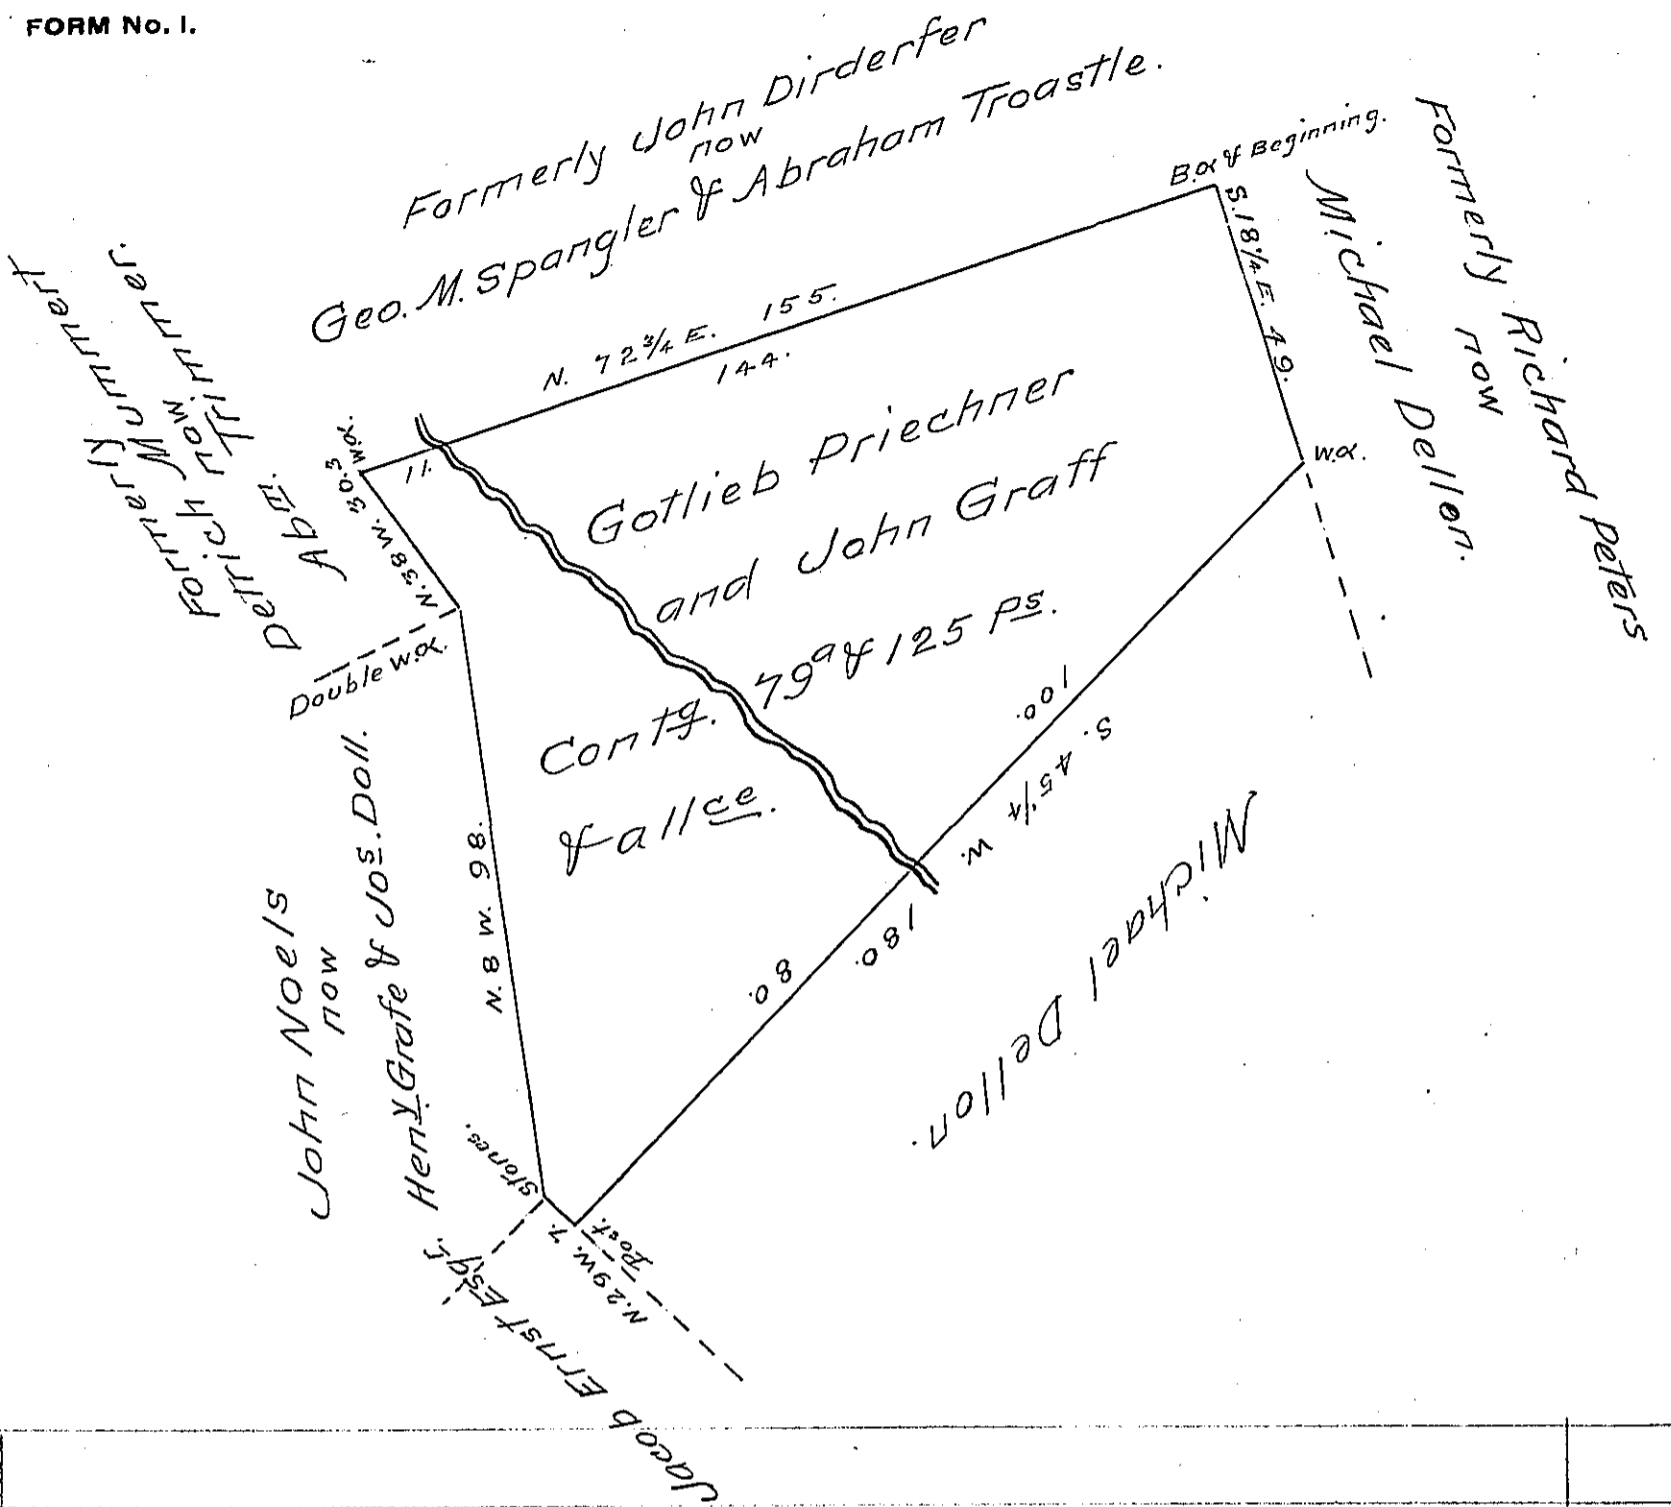 FORM No. I.
Formerly John Dirderfer
now
Geo. M. Spangler & Abraham Troastle.
B.o. & Beginning.
Formerly Richard Peters
now
Michael Dellon.
S. 18¼ E. 49.
N. 72¾ E. 155.
144.
11.
W.o.
Formerly
Detrich Mummert
now
Abm. Trimmer.
N. 38 W. 30.3
Double W.o.
Gotlieb Priechner
and John Graff
Contg. 79a & 125 Ps.
& allce.
W.o.
100.
S. 45¼ W.
180.
80.
Michael Dellon.
N. 8 W. 98.
John Noels
now
Heny. Grafe & Jos. Doll.
Stones.
Post.
N. 29 W. 7.
Jacob Ernst Esqr.